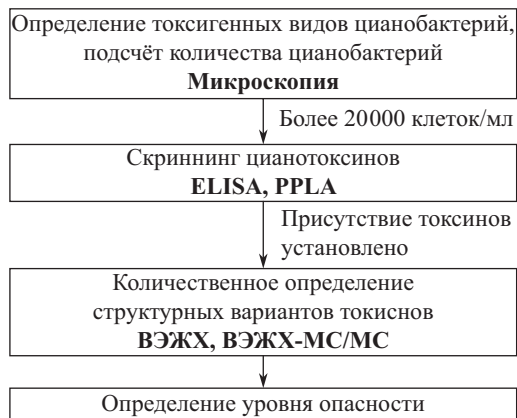 Определение токсигенных видов цианобактерий,
подсчёт количества цианобактерий
Микроскопия
Более 20000 клеток/мл
Скриннинг цианотоксинов
ELISA, PPLA
Присутствие токсинов
установлено
Количественное определение
структурных вариантов токиснов
ВЭЖХ, ВЭЖХ-МС/МС
Определение уровня опасности